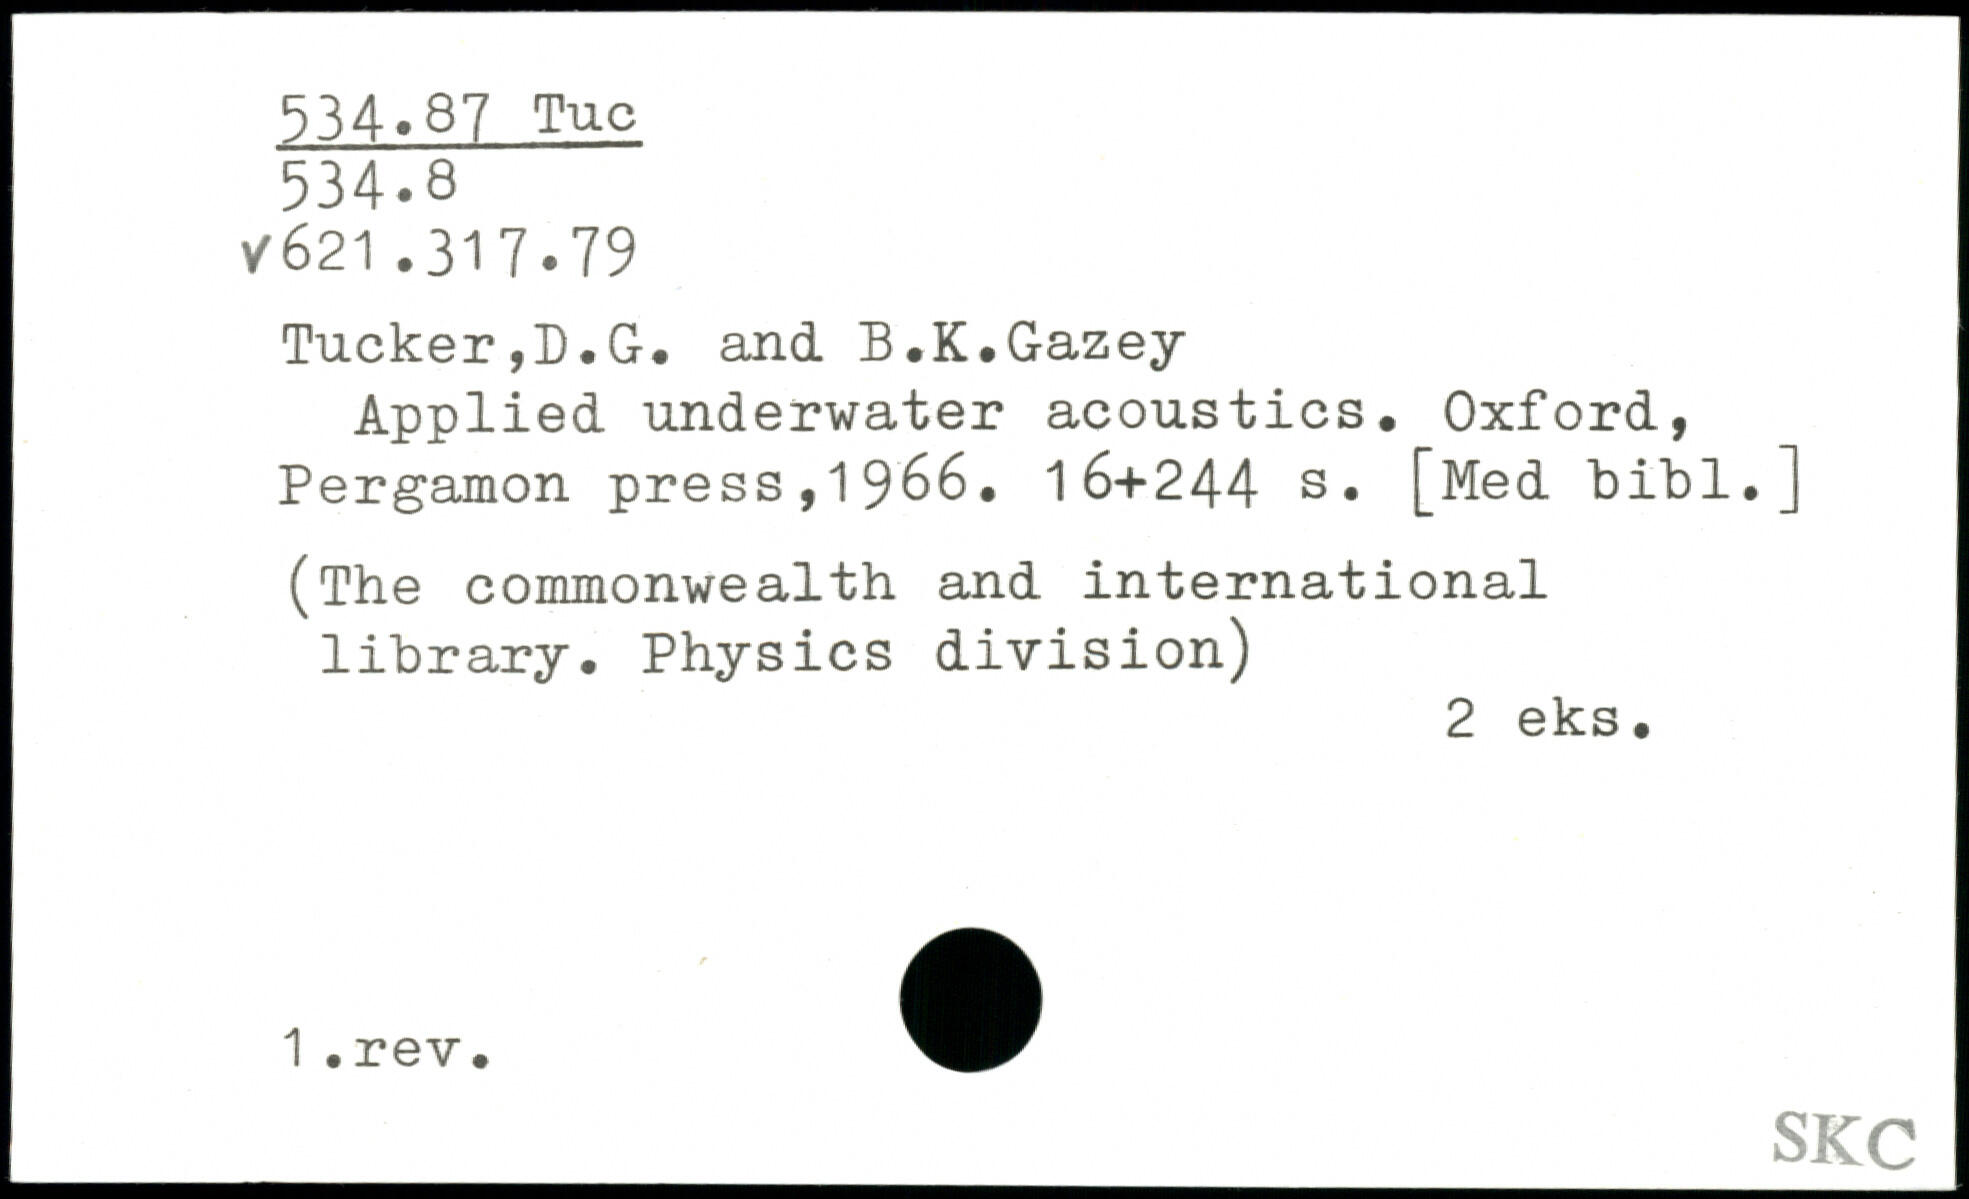 534.87 Tuc
534.8
v621.317.79
Tucker,D.G. and B.K.Gazey
Applied underwater acoustics. Oxford,
Pergamon press,1966. 16+244 s. [Med bibl.]
(The commonwealth and international
library. Physics division)
2 eks.
1.rev.
SKC